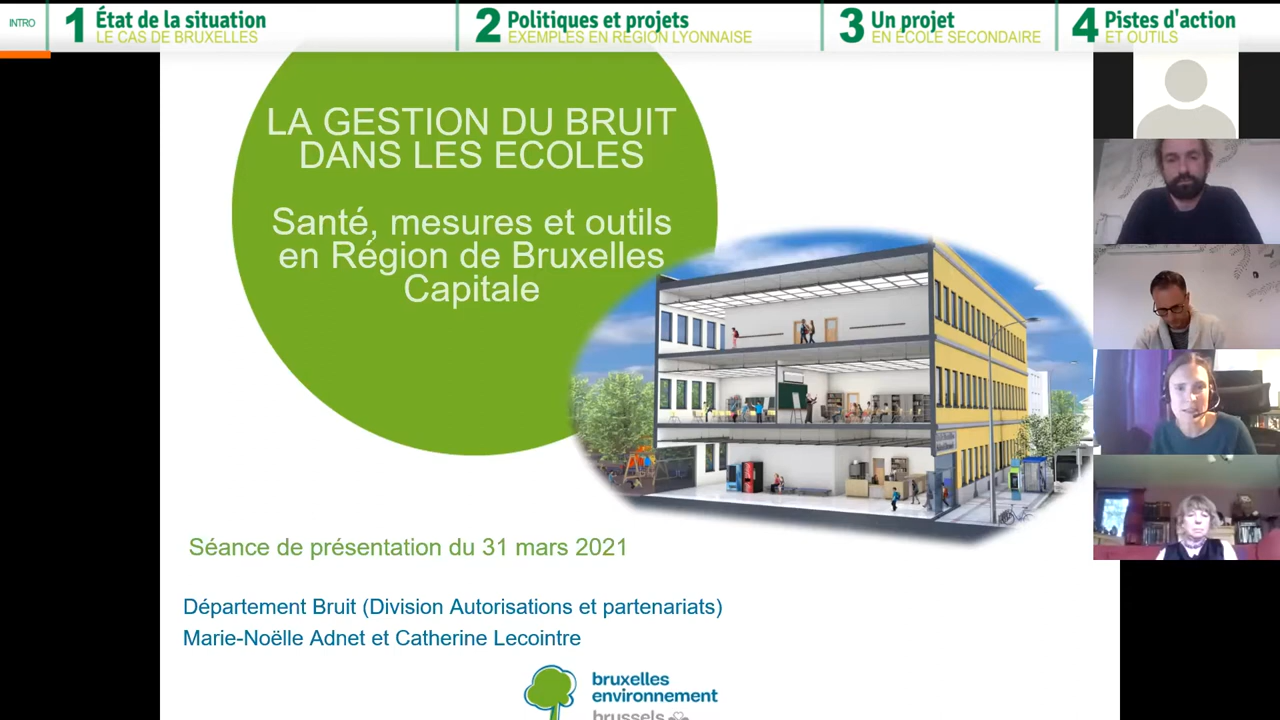 INTRO
1 État de la situation
LE CAS DE BRUXELLES
2 Politiques et projets
EXEMPLES EN RÉGION LYONNAISE
3 Un projet
EN ÉCOLE SECONDAIRE
4 Pistes d'action
ET OUTILS
LA GESTION DU BRUIT
DANS LES ECOLES
Santé, mesures et outils
en Région de Bruxelles
Capitale
Séance de présentation du 31 mars 2021
Département Bruit (Division Autorisations et partenariats)
Marie-Noëlle Adnet et Catherine Lecointre
bruxelles
environnement
brussels